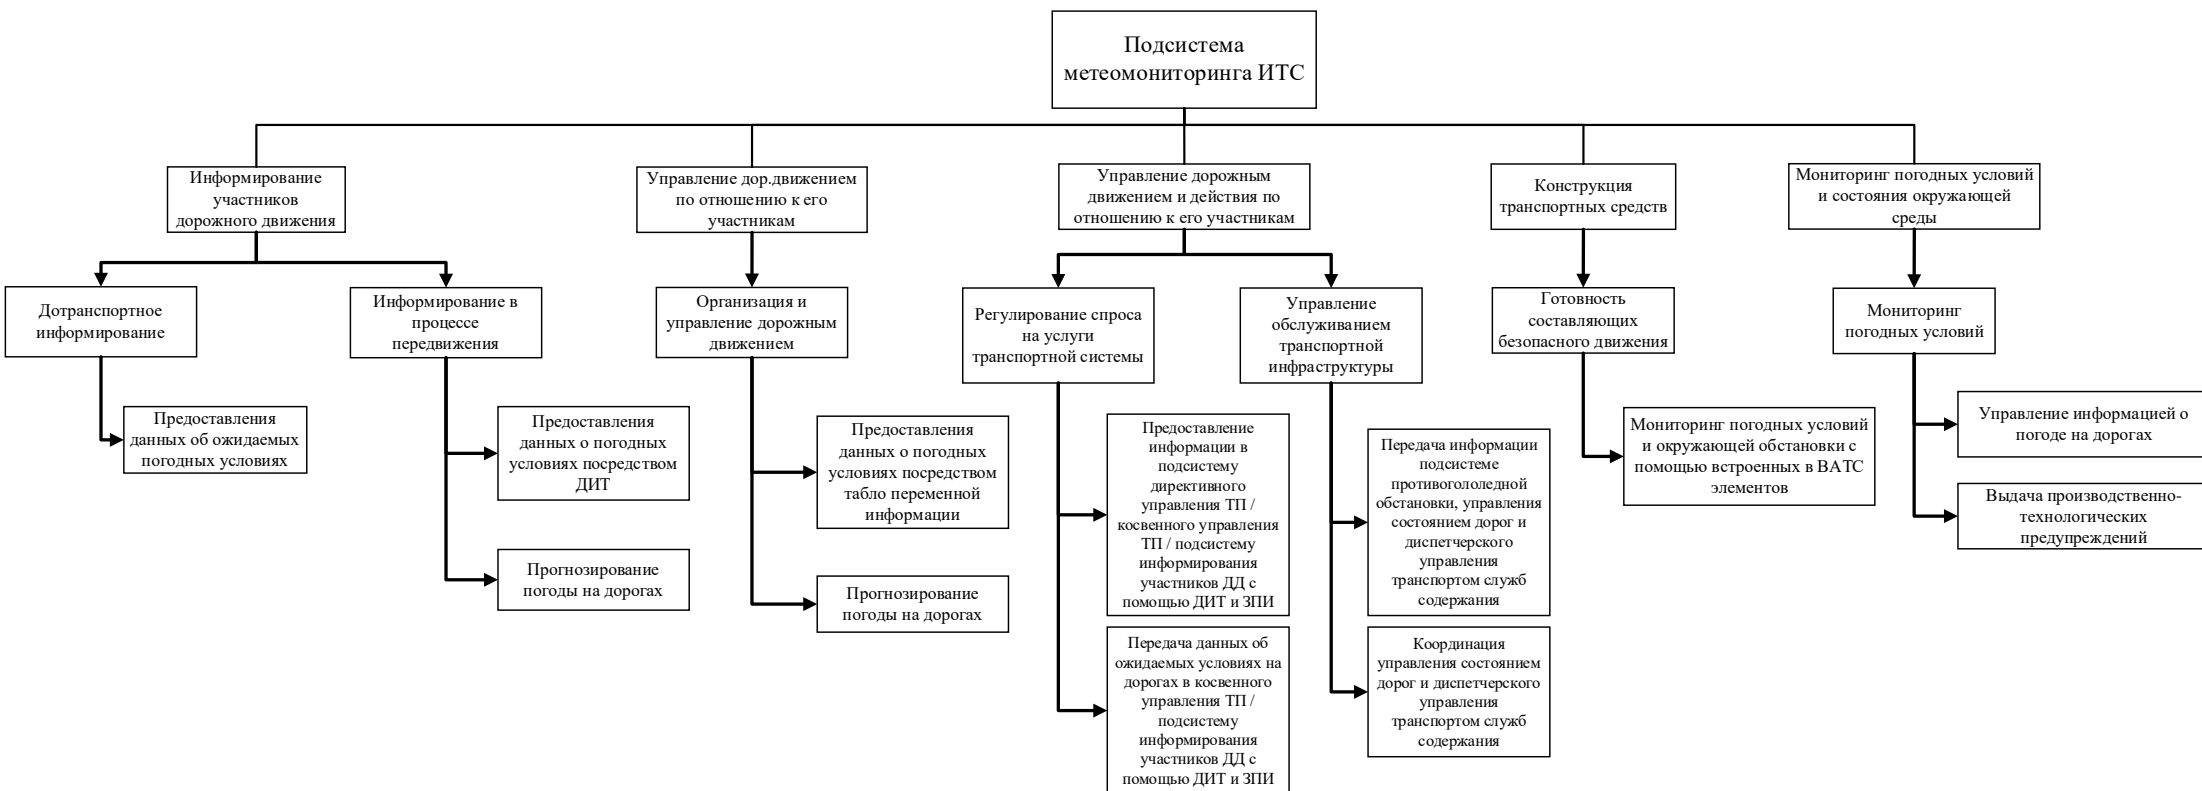 Подсистема
метеомониторинга ИТС
Информирование
участников
дорожного движения
Управление дор.движением
по отношению к его
участникам
Управление дорожным
движением и действия по
отношению к его участникам
Конструкция
транспортных средств
Мониторинг погодных условий
и состояния окружающей
среды
Дотранспортное
информирование
Информирование в
процессе
передвижения
Организация и
управление дорожным
движением
Регулирование спроса
на услуги
транспортной системы
Управление
обслуживанием
транспортной
инфраструктуры
Готовность
составляющих
безопасного движения
Мониторинг
погодных условий
Предоставления
данных об ожидаемых
погодных условиях
Предоставления
данных о погодных
условиях посредством
ДИТ
Прогнозирование
погоды на дорогах
Предоставления
данных о погодных
условиях посредством
табло переменной
информации
Прогнозирование
погоды на дорогах
Предоставление
информации в
подсистему
директивного
управления ТП /
косвенного управления
ТП / подсистему
информирования
участников ДД с
помощью ДИТ и ЗПИ
Передача данных об
ожидаемых условиях на
дорогах в косвенного
управления ТП /
подсистему
информирования
участников ДД с
помощью ДИТ и ЗПИ
Передача информации
подсистеме
противогололедной
обстановки, управления
состоянием дорог и
диспетчерского
управления
транспортом служб
содержания
Координация
управления состоянием
дорог и диспетчерского
управления
транспортом служб
содержания
Мониторинг погодных условий
и окружающей обстановки с
помощью встроенных в ВАТС
элементов
Управление информацией о
погоде на дорогах
Выдача производственно-
технологических
предупреждений